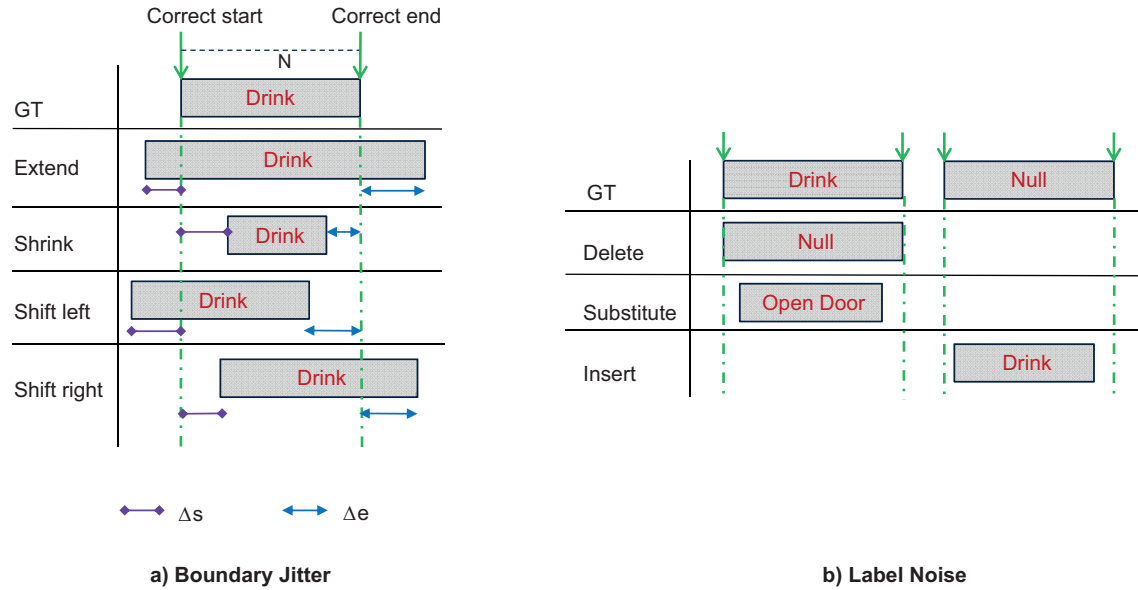 Correct start
Correct end
N
GT
Drink
Extend
Drink
Shrink
Drink
Shift left
Drink
Shift right
Drink
Δs
Δe
a) Boundary Jitter
GT
Drink
Null
Delete
Null
Substitute
Open Door
Insert
Drink
b) Label Noise